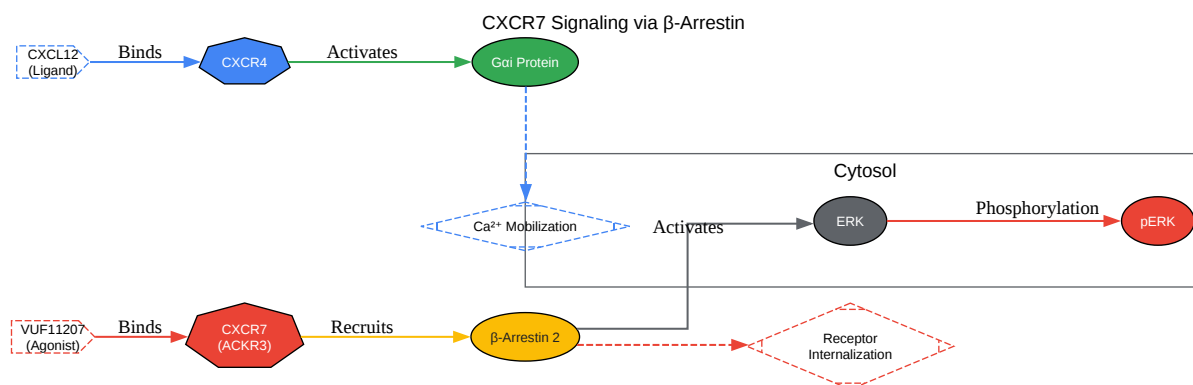 CXCR7 Signaling via β-Arrestin
CXCL12
(Ligand)
Binds
CXCR4
Activates
Gαi Protein
Cytosol
Ca²⁺ Mobilization
Activates
ERK
Phosphorylation
pERK
VUF11207
(Agonist)
Binds
CXCR7
(ACKR3)
Recruits
β-Arrestin 2
Receptor
Internalization